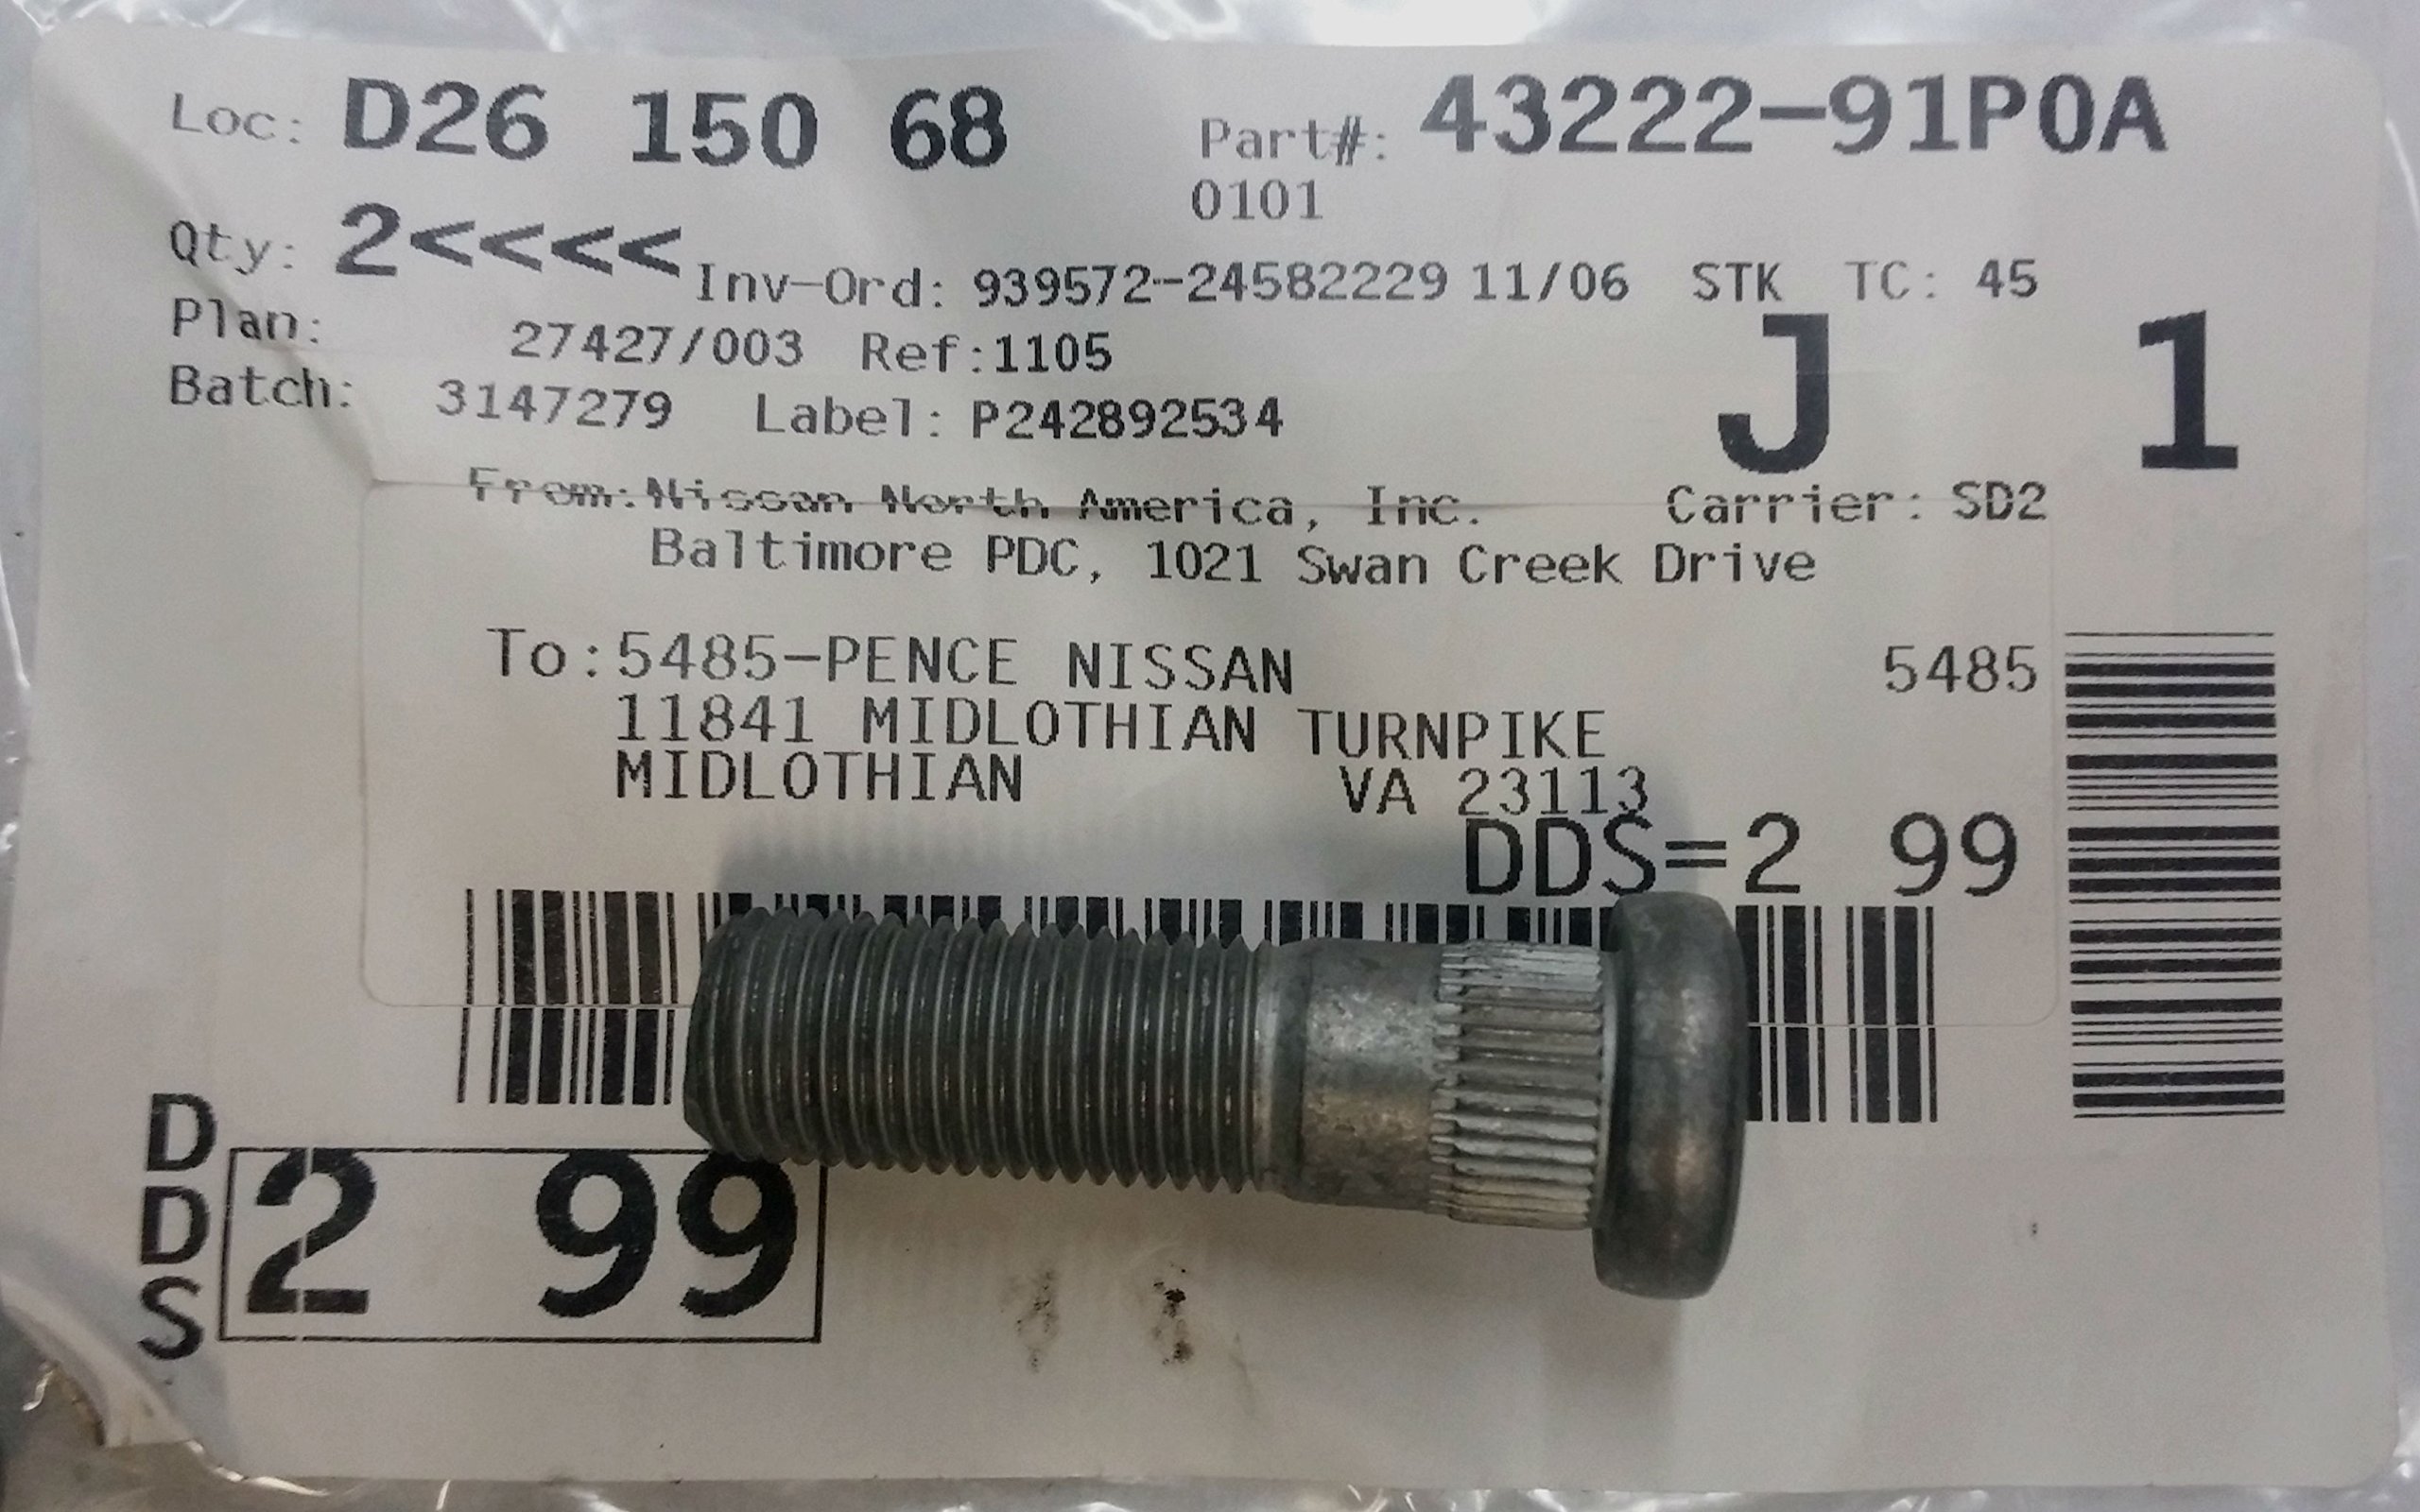 Loc: D26 150 68 Part#: 43222-91P0A
0101
Qty: 2<<<< Inv-Ord: 939572-24582229 11/06 STK TC: 45
Plan: 27427/003 Ref:1105 J 1
Batch: 3147279 Label: P242892534
From:Nissan North America, Inc. Carrier: SD2
Baltimore PDC, 1021 Swan Creek Drive
To:5485-PENCE NISSAN 5485
11841 MIDLOTHIAN TURNPIKE
MIDLOTHIAN VA 23113
DDS=2 99
DDS 2 99